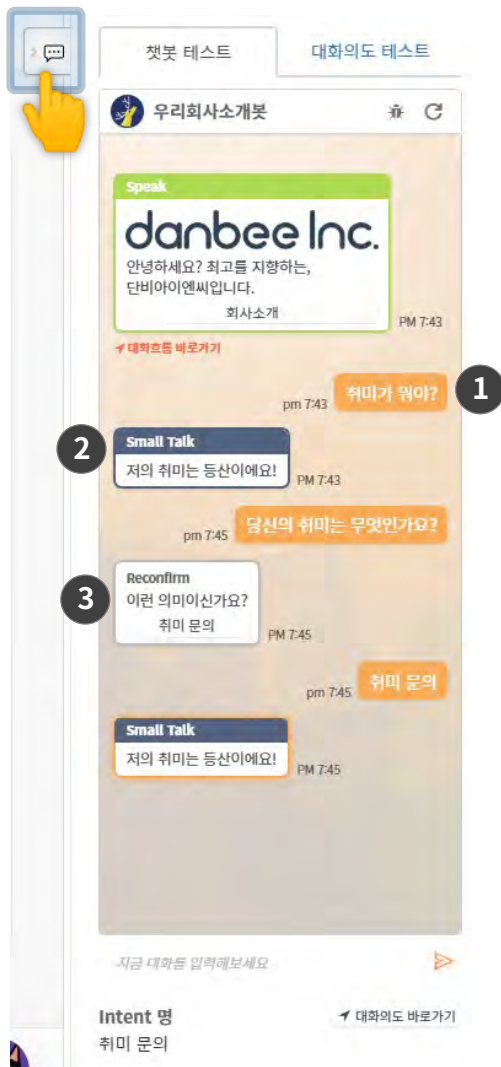 챗봇 테스트
대화의도 테스트
우리회사소개봇
Speak
danbee Inc.
안녕하세요? 최고를 지향하는,
단비아이엔씨입니다.
회사소개
PM 7:43
대화흐름 바로가기
취미가 뭐야?
1
pm 7:43
2
Small Talk
저의 취미는 등산이에요!
PM 7:43
당신의 취미는 무엇인가요?
pm 7:45
3
Reconfirm
이런 의미이신가요?
취미 문의
PM 7:45
취미 문의
pm 7:45
Small Talk
저의 취미는 등산이에요!
PM 7:45
지금 대화를 입력해보세요
Intent 명
대화의도 바로가기
취미 문의